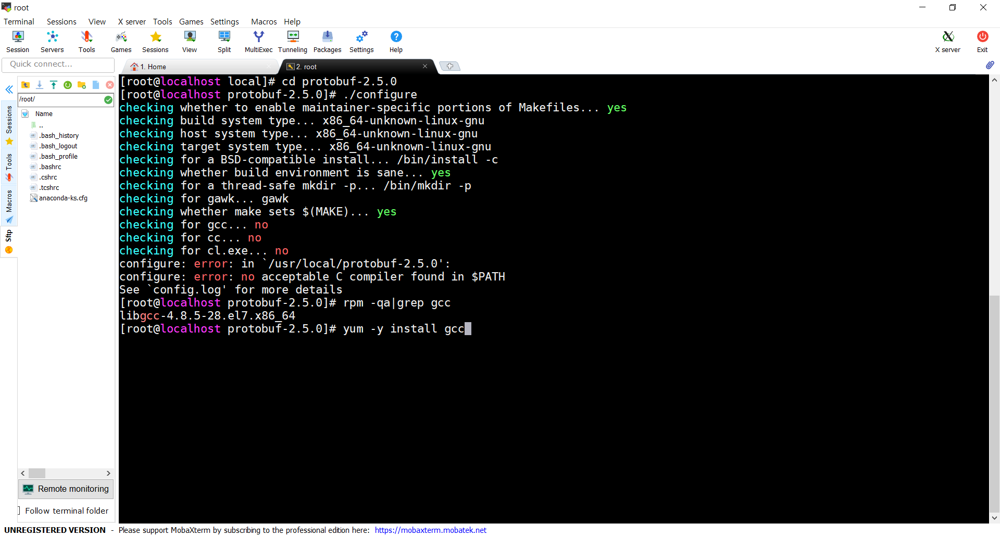 root
Terminal Sessions View X server Tools Games Settings Macros Help
Session Servers Tools Games Sessions View Split MultiExec Tunneling Packages Settings Help X server Exit
Quick connect...
1. Home
2. root
/root/
Name
..
.bash_history
.bash_logout
.bash_profile
.bashrc
.cshrc
.tcshrc
anaconda-ks.cfg
Sessions
Tools
Macros
Sftp
Remote monitoring
Follow terminal folder
[root@localhost local]# cd protobuf-2.5.0
[root@localhost protobuf-2.5.0]# ./configure
checking whether to enable maintainer-specific portions of Makefiles... yes
checking build system type... x86_64-unknown-linux-gnu
checking host system type... x86_64-unknown-linux-gnu
checking target system type... x86_64-unknown-linux-gnu
checking for a BSD-compatible install... /bin/install -c
checking whether build environment is sane... yes
checking for a thread-safe mkdir -p... /bin/mkdir -p
checking for gawk... gawk
checking whether make sets $(MAKE)... yes
checking for gcc... no
checking for cc... no
checking for cl.exe... no
configure: error: in `/usr/local/protobuf-2.5.0':
configure: error: no acceptable C compiler found in $PATH
See `config.log' for more details
[root@localhost protobuf-2.5.0]# rpm -qa|grep gcc
libgcc-4.8.5-28.el7.x86_64
[root@localhost protobuf-2.5.0]# yum -y install gcc
UNREGISTERED VERSION - Please support MobaXterm by subscribing to the professional edition here: https://mobaxterm.mobatek.net